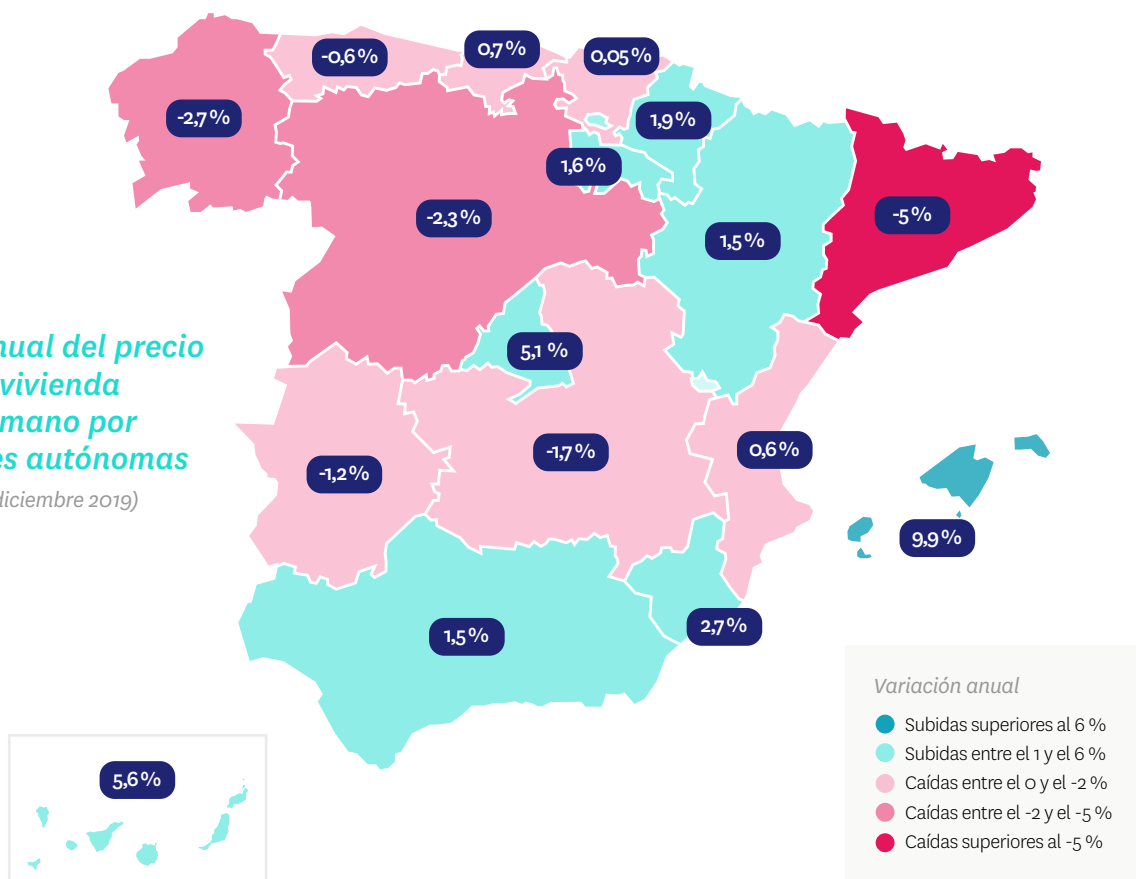 -0,6 %
0,7 %
0,05 %
-2,7 %
1,9 %
1,6 %
-2,3 %
-5 %
1,5 %
5,1 %
-1,7 %
-1,2 %
0,6 %
9,9 %
1,5 %
2,7 %
5,6 %
nual del precio
vivienda
mano por
es autónomas
diciembre 2019)
Variación anual
Subidas superiores al 6 %
Subidas entre el 1 y el 6 %
Caídas entre el 0 y el -2 %
Caídas entre el -2 y el -5 %
Caídas superiores al -5 %